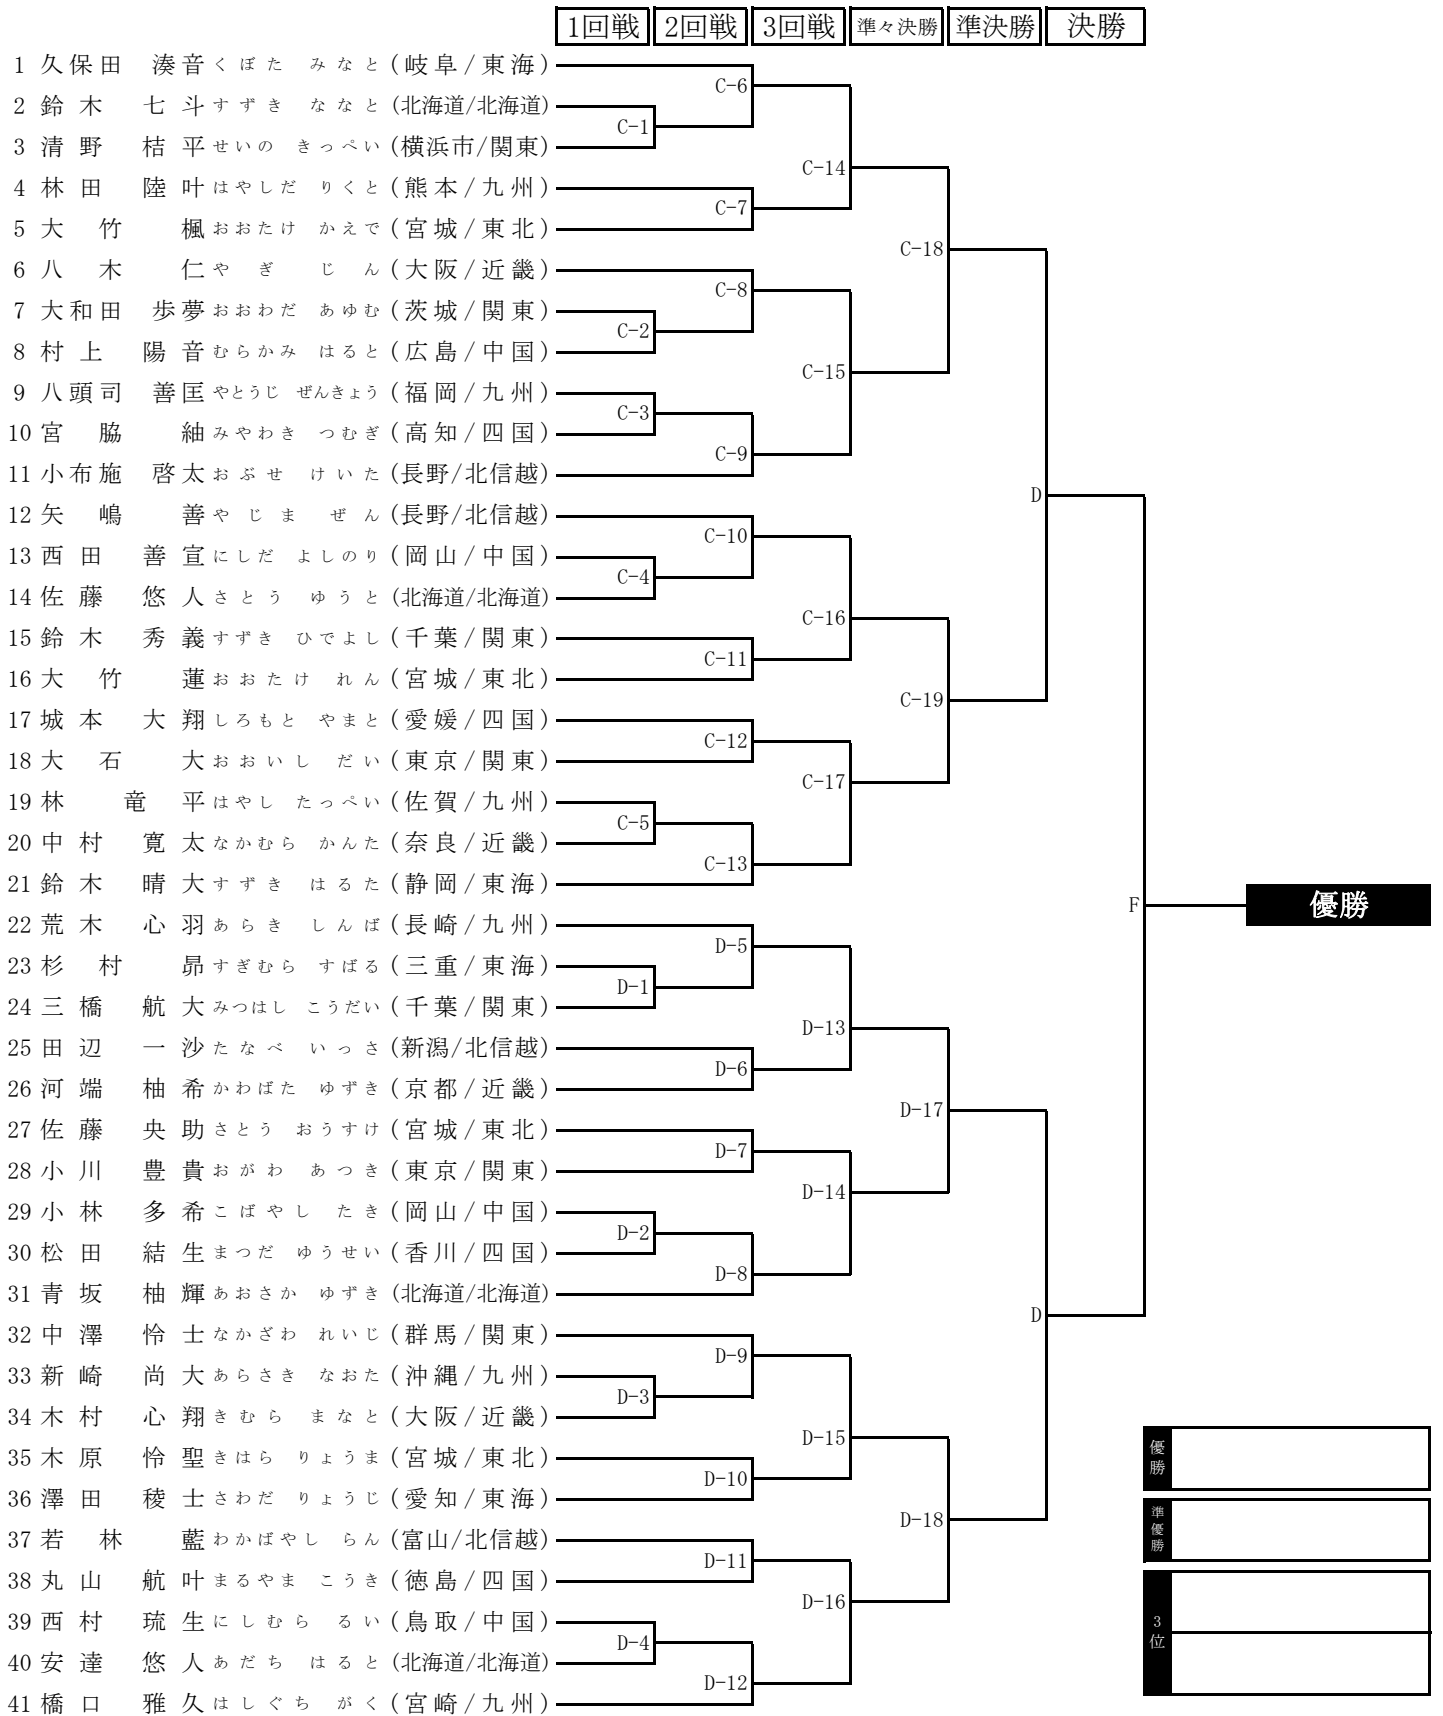 1回戦 2回戦 3回戦 準々決勝 準決勝 決勝
1 久保田 湊音 くぼた みなと (岐阜/東海)
C-6
2 鈴木 七斗 すずき ななと (北海道/北海道)
C-1
3 清野 桔平 せいの きっぺい (横浜市/関東)
C-14
4 林田 陸叶 はやしだ りくと (熊本/九州)
C-7
5 大竹 楓 おおたけ かえで (宮城/東北)
C-18
6 八木 仁 やぎ じん (大阪/近畿)
C-8
7 大和田 歩夢 おおわだ あゆむ (茨城/関東)
C-2
8 村上 陽音 むらかみ はると (広島/中国)
C-15
9 八頭司 善匡 やとうじ ぜんきょう (福岡/九州)
C-3
10 宮脇 紬 みやわき つむぎ (高知/四国)
C-9
11 小布施 啓太 おぶせ けいた (長野/北信越)
D
12 矢嶋 善 やじま ぜん (長野/北信越)
C-10
13 西田 善宣 にしだ よしのり (岡山/中国)
C-4
14 佐藤 悠人 さとう ゆうと (北海道/北海道)
C-16
15 鈴木 秀義 すずき ひでよし (千葉/関東)
C-11
16 大竹 蓮 おおたけ れん (宮城/東北)
C-19
17 城本 大翔 しろもと やまと (愛媛/四国)
C-12
18 大石 大 おおいし だい (東京/関東)
C-17
19 林 竜平 はやし たっぺい (佐賀/九州)
C-5
20 中村 寛太 なかむら かんた (奈良/近畿)
C-13
21 鈴木 晴大 すずき はるた (静岡/東海)
F 優勝
22 荒木 心羽 あらき しんば (長崎/九州)
D-5
23 杉村 昴 すぎむら すばる (三重/東海)
D-1
24 三橋 航大 みつはし こうだい (千葉/関東)
D-13
25 田辺 一沙 たなべ いっさ (新潟/北信越)
D-6
26 河端 柚希 かわばた ゆずき (京都/近畿)
D-17
27 佐藤 央助 さとう おうすけ (宮城/東北)
D-7
28 小川 豊貴 おがわ あつき (東京/関東)
D-14
29 小林 多希 こばやし たき (岡山/中国)
D-2
30 松田 結生 まつだ ゆうせい (香川/四国)
D-8
31 青坂 柚輝 あおさか ゆずき (北海道/北海道)
D
32 中澤 怜士 なかざわ れいじ (群馬/関東)
D-9
33 新崎 尚大 あらさき なおた (沖縄/九州)
D-3
34 木村 心翔 きむら まなと (大阪/近畿)
D-15
35 木原 怜聖 きはら りょうま (宮城/東北)
D-10
36 澤田 稜士 さわだ りょうじ (愛知/東海)
D-18
37 若林 藍 わかばやし らん (富山/北信越)
D-11
38 丸山 航叶 まるやま こうき (徳島/四国)
D-16
39 西村 琉生 にしむら るい (鳥取/中国)
D-4
40 安達 悠人 あだち はると (北海道/北海道)
D-12
41 橋口 雅久 はしぐち がく (宮崎/九州)
優勝
準優勝
3位